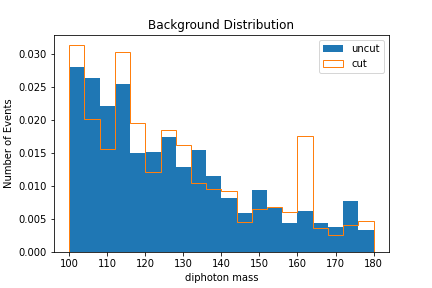 Background Distribution
uncut
cut
Number of Events
0.030
0.025
0.020
0.015
0.010
0.005
0.000
100 110 120 130 140 150 160 170 180
diphoton mass